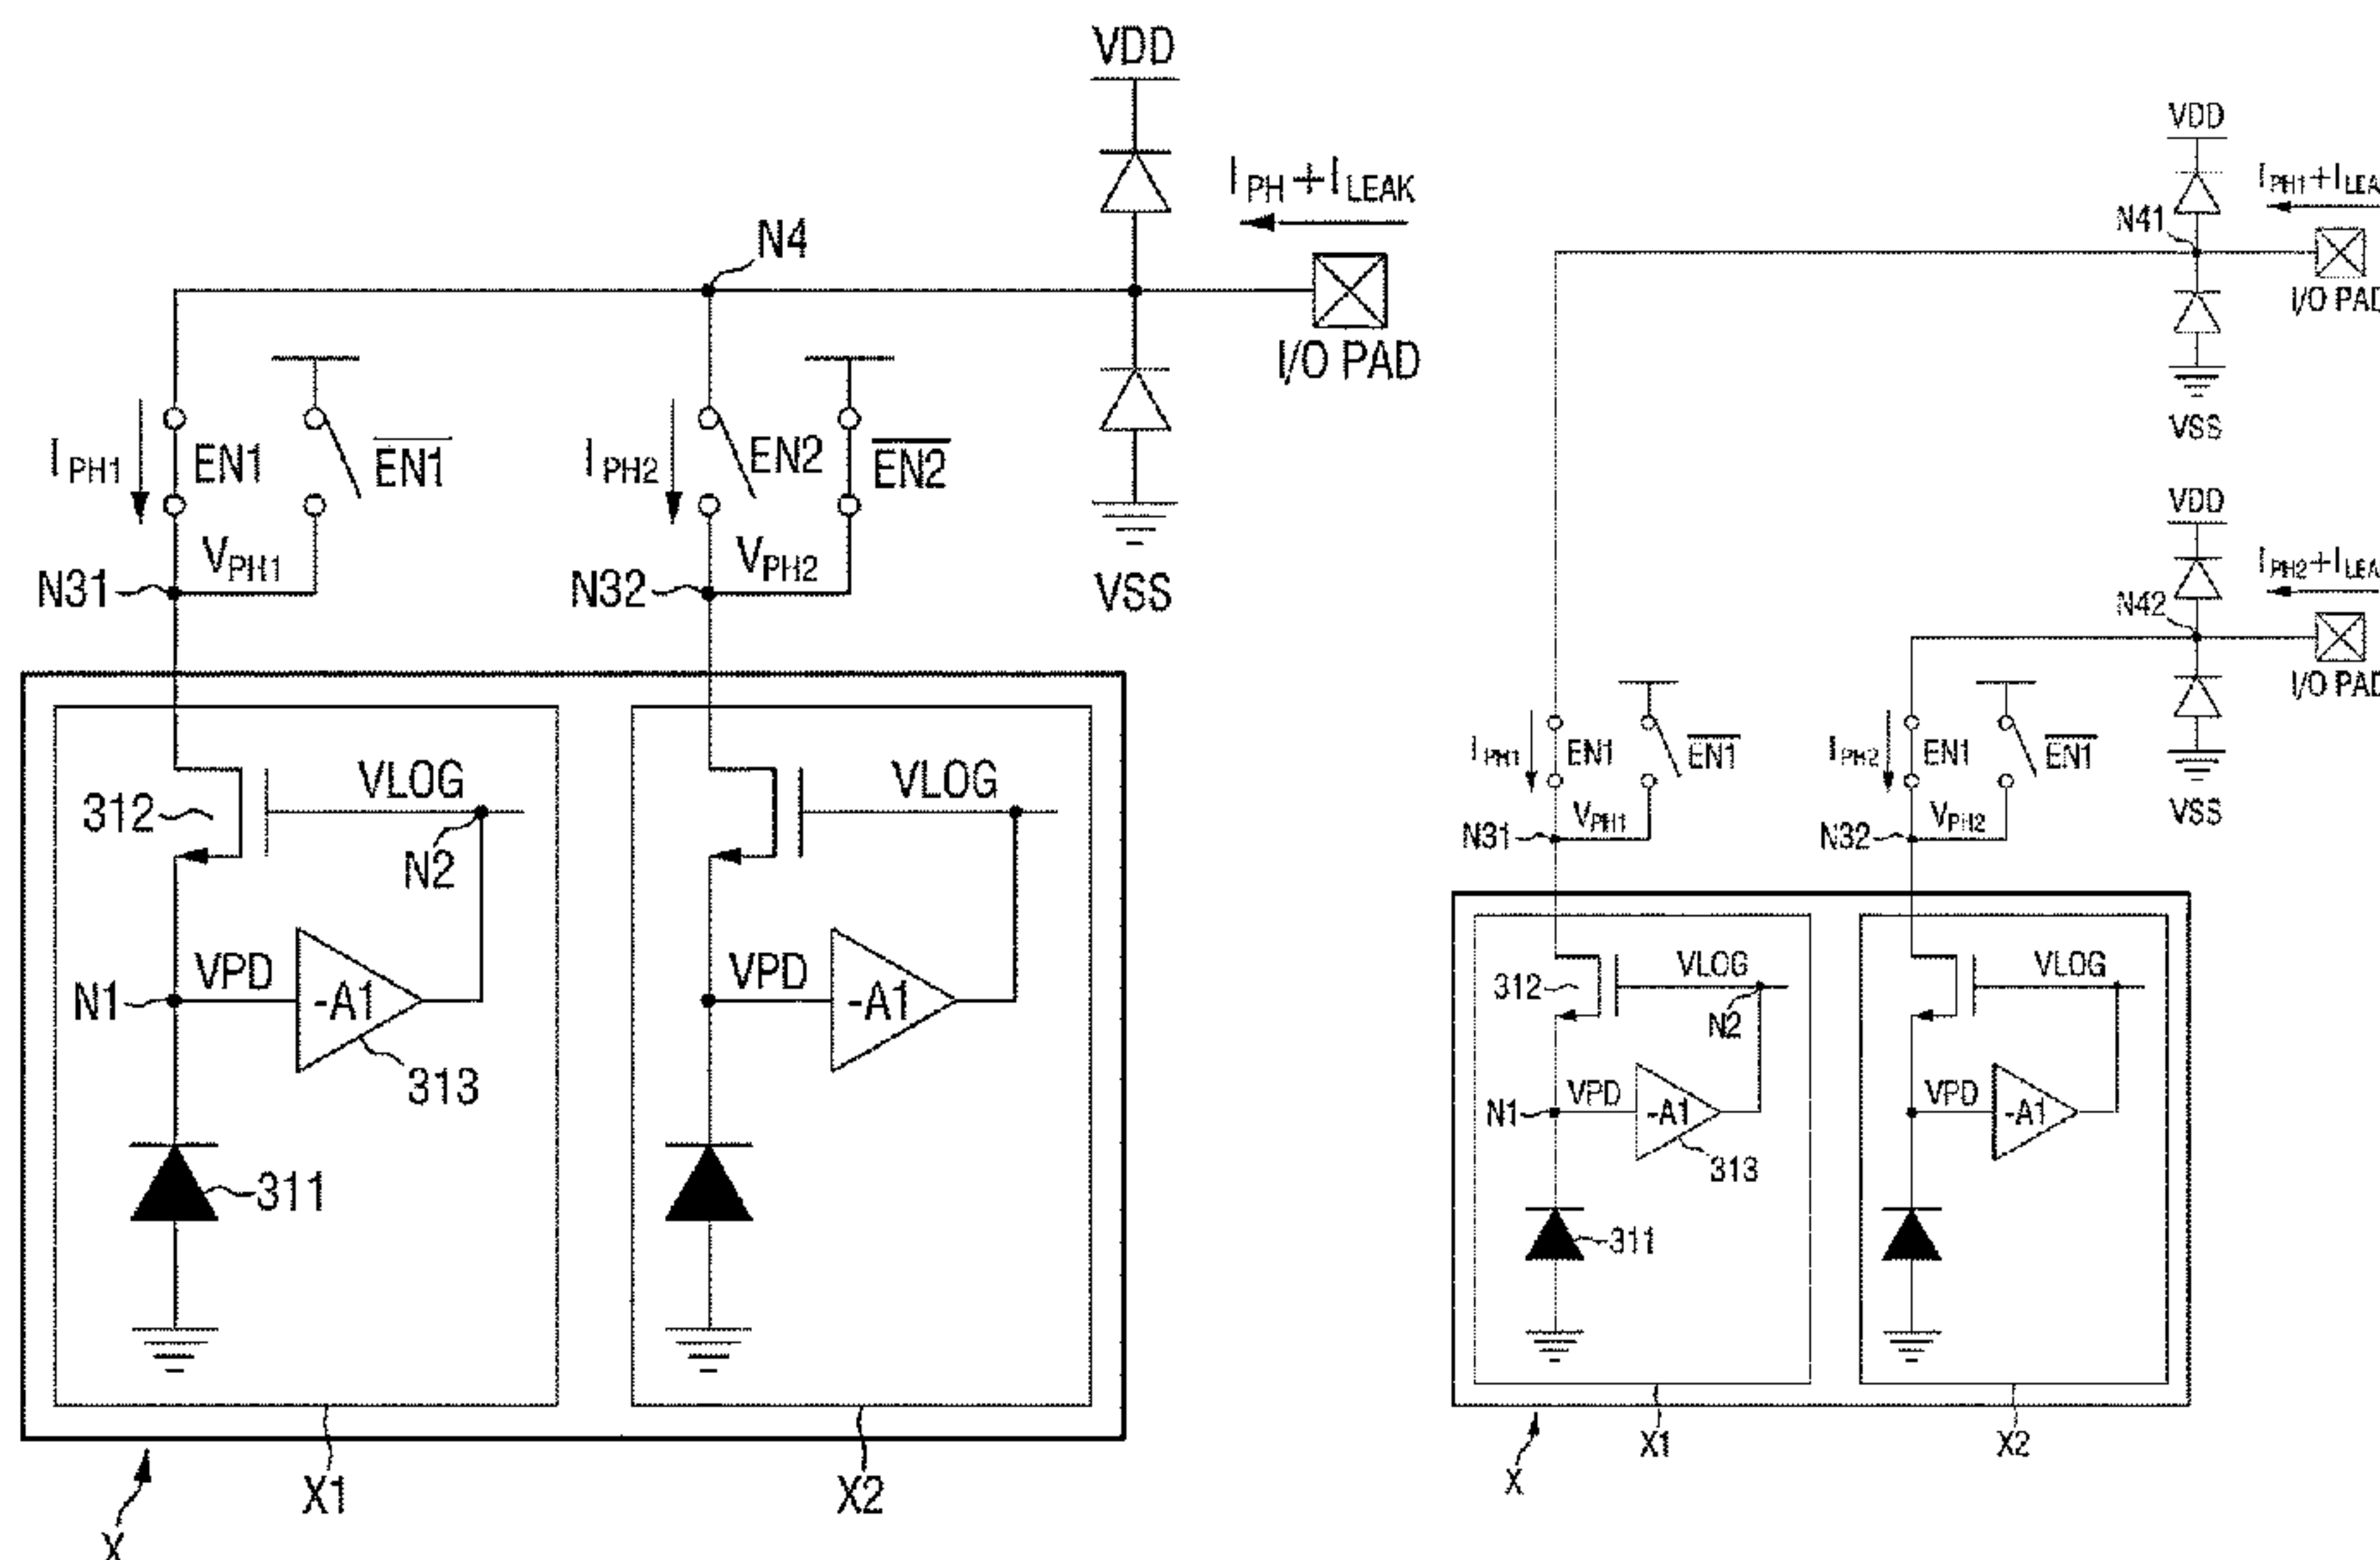 VDD
I PH + I LEAK
N4
I/O PAD
I PH1
EN1
EN1
I PH2
EN2
EN2
V PH1
V PH2
N31
N32
VSS
312
VLOG
N2
VLOG
N1
VPD
-A1
313
VPD
-A1
311
X1
X2
X
VDD
I PH1 + I LEA
N41
I/O PAD
VSS
VDD
I PH2 + I LEA
N42
I/O PAD
VSS
I PH1
EN1
EN1
I PH2
EN1
EN1
V PH1
V PH2
N31
N32
312
VLOG
N2
VLOG
N1
VPD
-A1
313
VPD
-A1
311
X1
X2
X